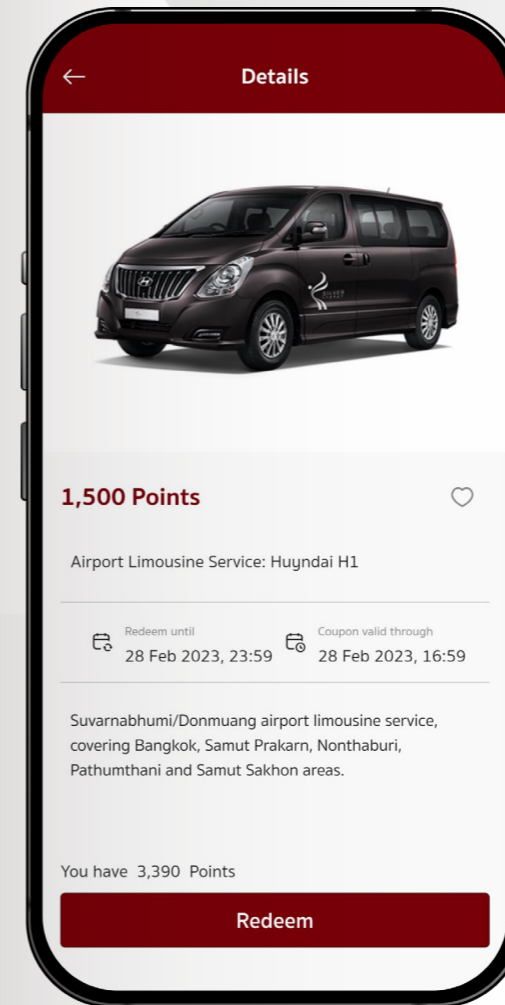 Details
SILVER
1,500 Points
Airport Limousine Service: Huyndai H1
Redeem until
28 Feb 2023, 23:59
Coupon valid through
28 Feb 2023, 16:59
Suvarnabhumi/Donmuang airport limousine service,
covering Bangkok, Samut Prakarn, Nonthaburi,
Pathumthani and Samut Sakhon areas.
You have 3,390 Points
Redeem